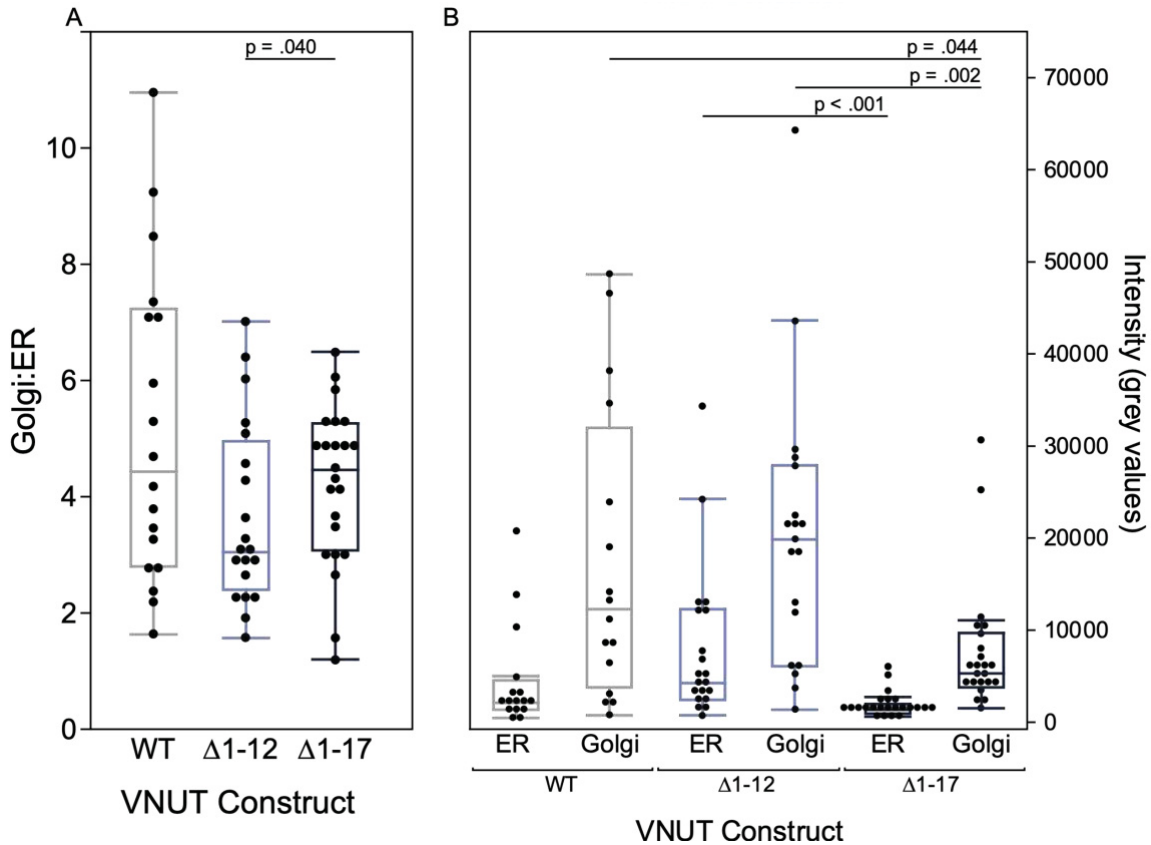 A
p = .040
Golgi:ER
10
8
6
4
2
0
WT Δ1-12 Δ1-17
VNUT Construct
B
p = .044
p = .002
p < .001
70000
60000
50000
40000
30000
20000
10000
0
Intensity (grey values)
ER Golgi ER Golgi ER Golgi
WT Δ1-12 Δ1-17
VNUT Construct